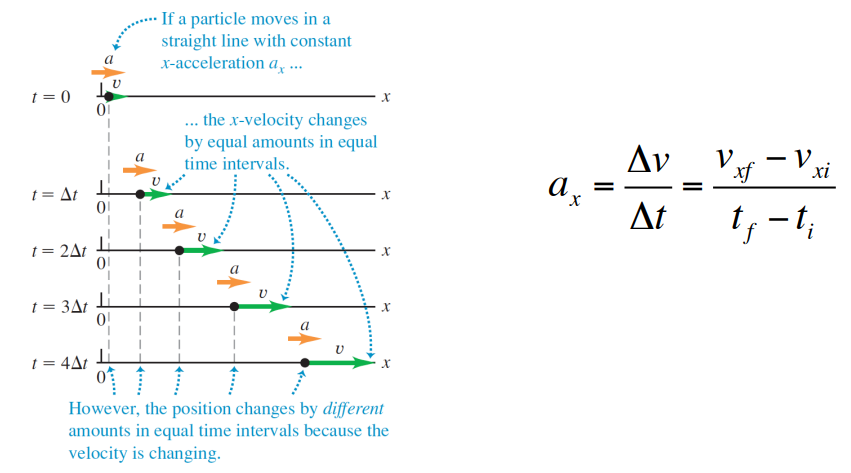 If a particle moves in a
straight line with constant
x-acceleration aₓ ...
a
v
t = 0
x
0
... the x-velocity changes
by equal amounts in equal
time intervals.
a
v
t = Δt
x
0
a
v
t = 2Δt
x
0
a
v
t = 3Δt
x
0
a
v
t = 4Δt
x
0
However, the position changes by different
amounts in equal time intervals because the
velocity is changing.
a_x = Δv/Δt = (v_xf − v_xi)/(t_f − t_i)